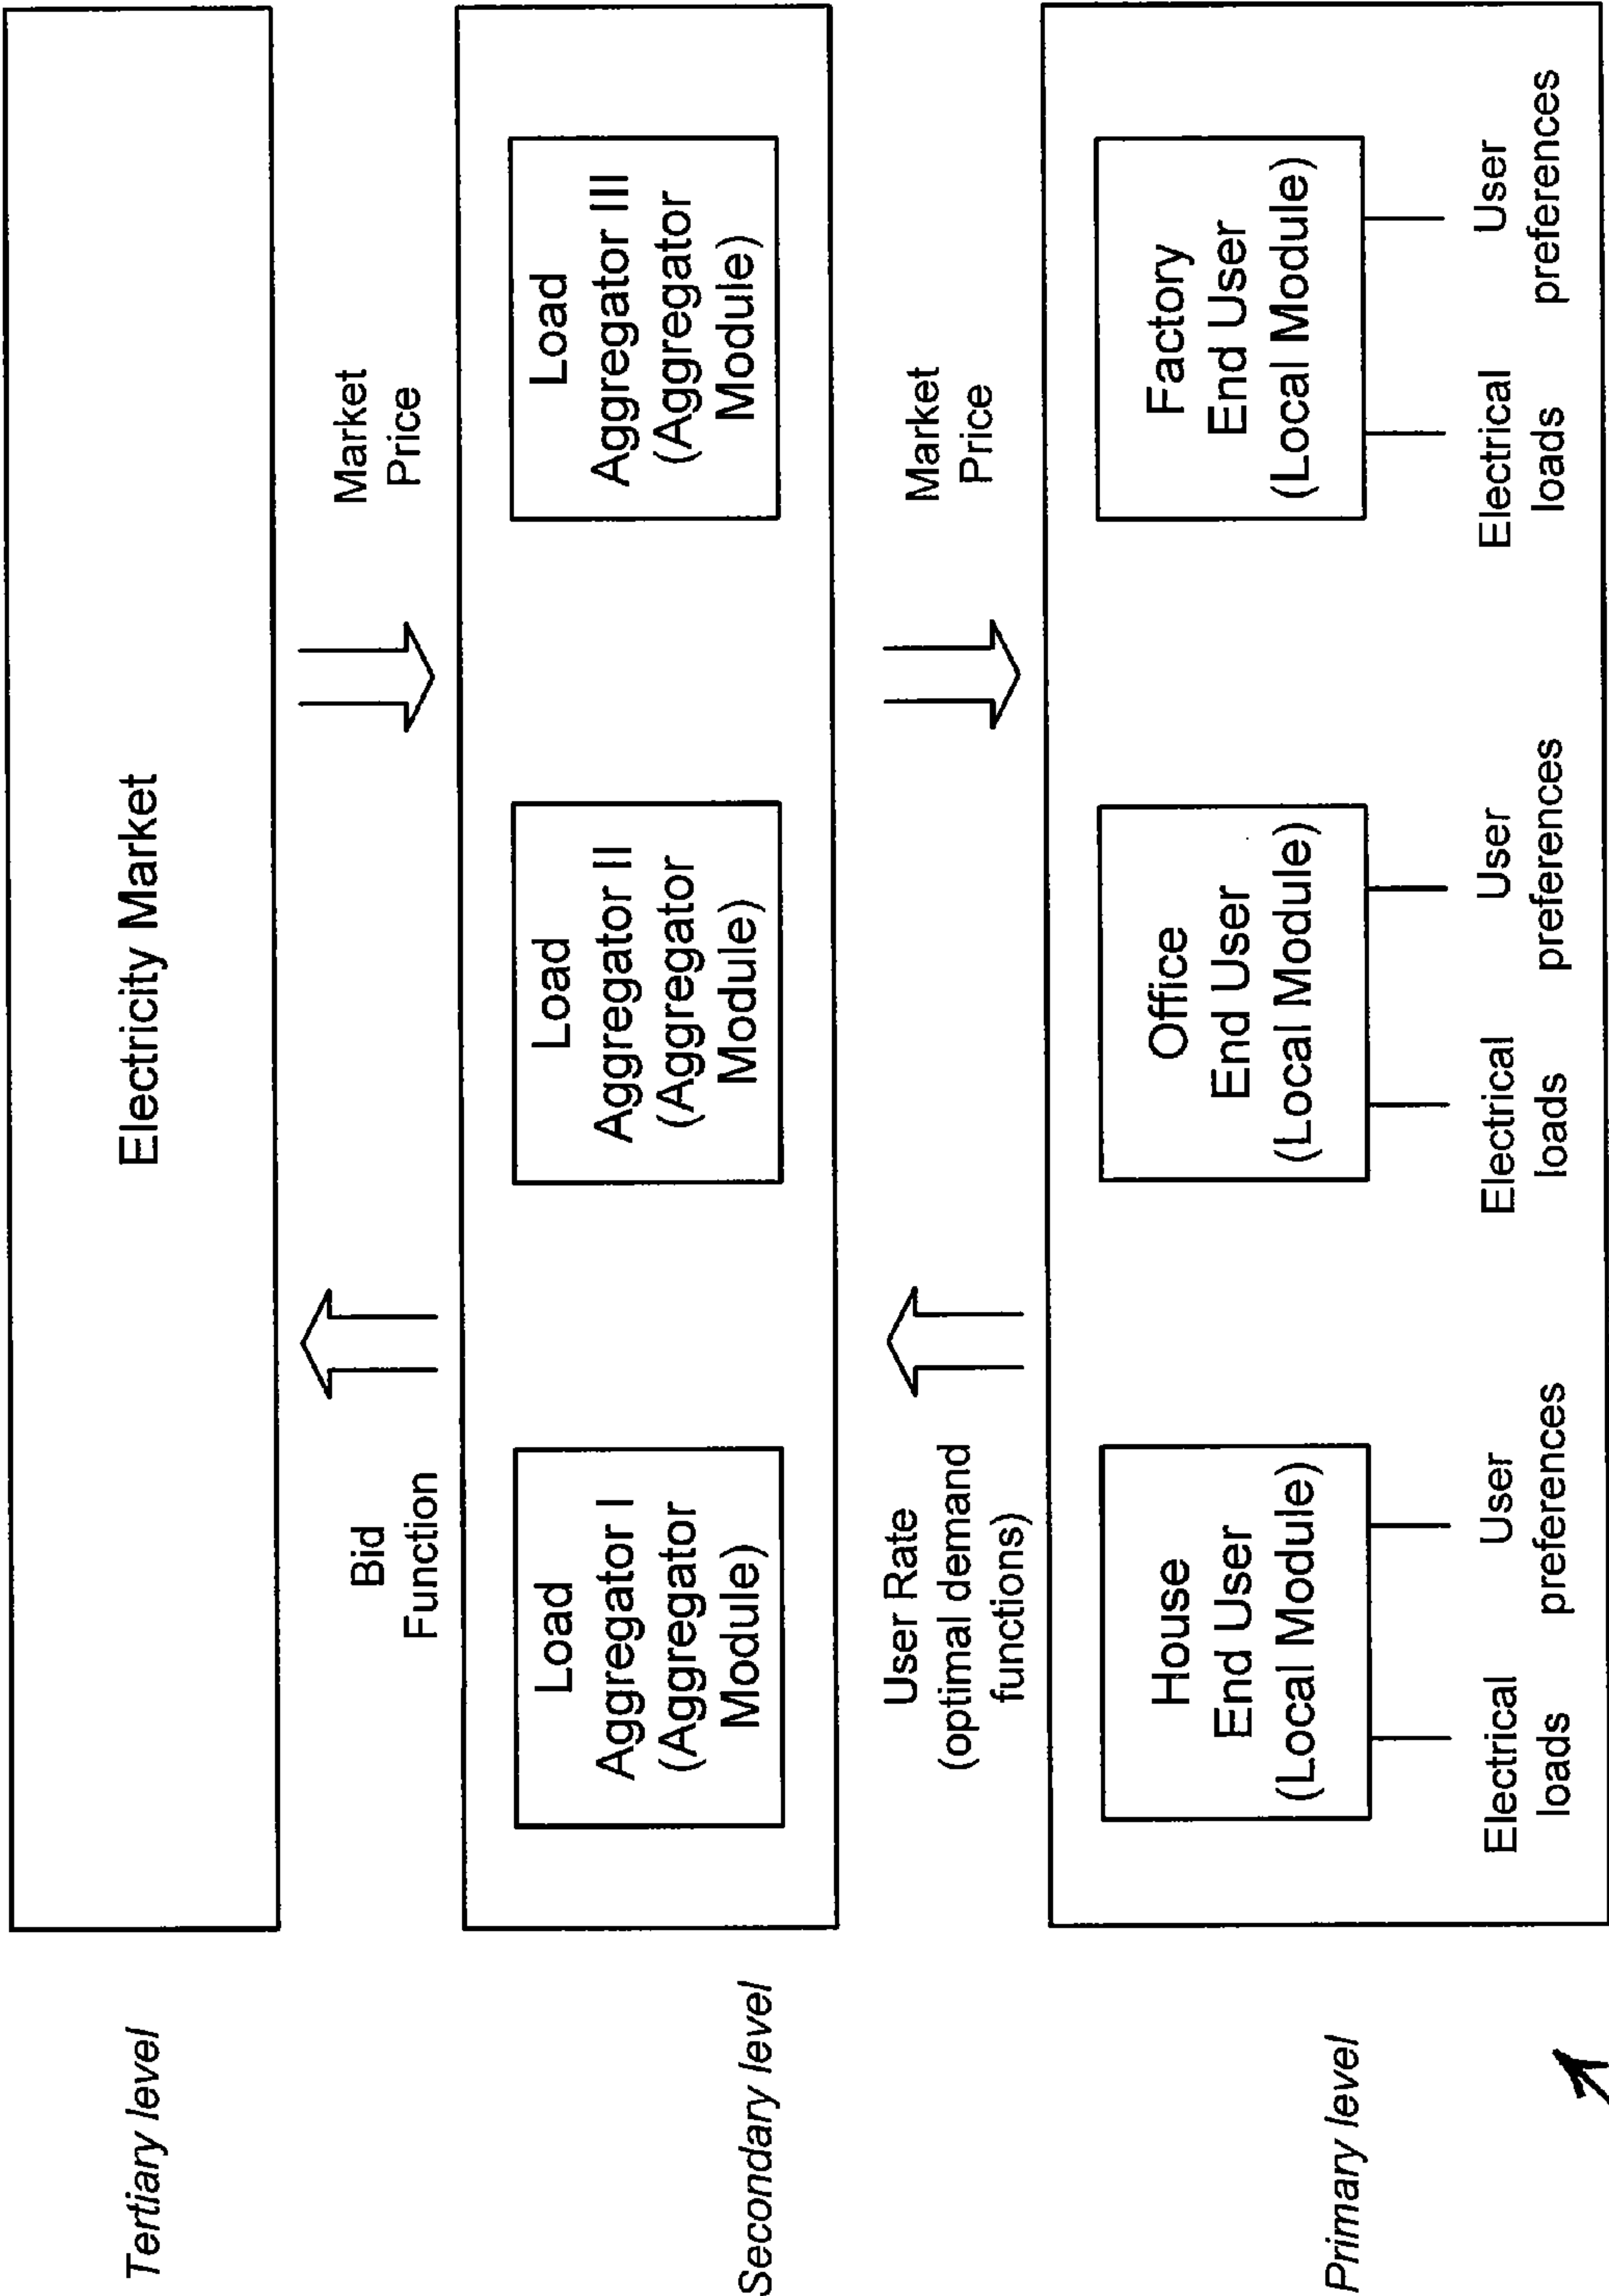 Tertiary level
Electricity Market
Bid
Function
Market
Price
Secondary level
Load
Aggregator I
(Aggregator
Module)
Load
Aggregator II
(Aggregator
Module)
Load
Aggregator III
(Aggregator
Module)
User Rate
(optimal demand
functions)
Market
Price
Primary level
House
End User
(Local Module)
Office
End User
(Local Module)
Factory
End User
(Local Module)
Electrical
loads
User
preferences
Electrical
loads
User
preferences
Electrical
loads
User
preferences